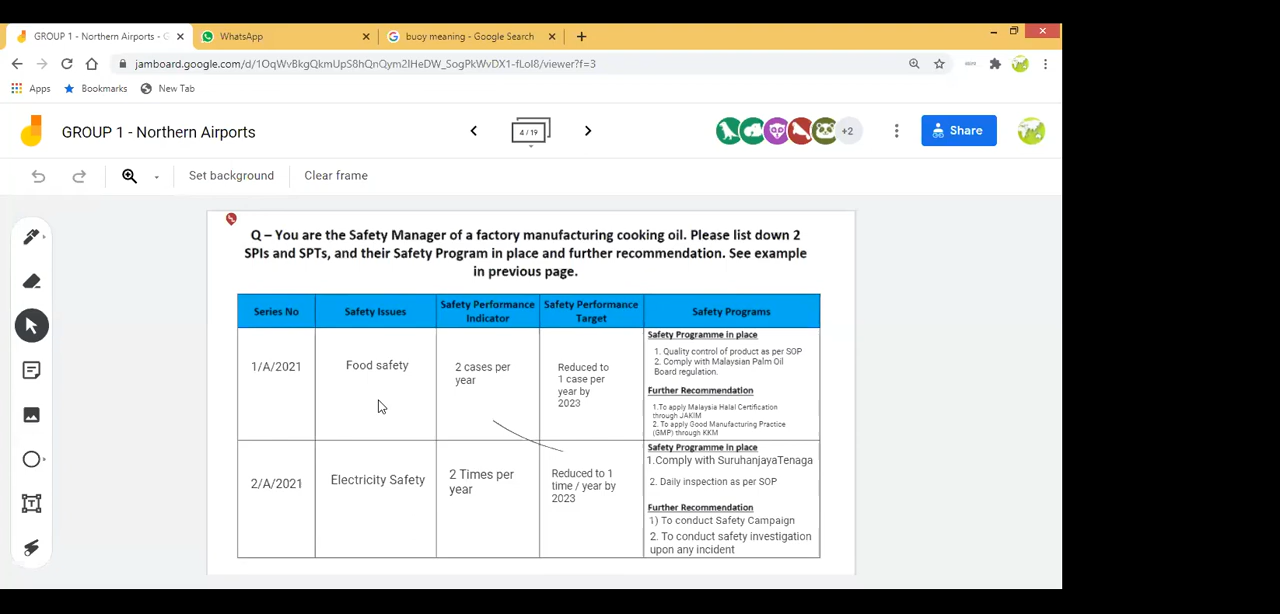 GROUP 1 - Northern Airports - G
WhatsApp
buoy meaning - Google Search
jamboard.google.com/d/1OqWvBkgQkmUpS8hQnQym2IHeDW_SogPkWvDX1-fLoI8/viewer?f=3
Apps
Bookmarks
New Tab
GROUP 1 - Northern Airports
4 / 19
+2
Share
Set background
Clear frame
Q – You are the Safety Manager of a factory manufacturing cooking oil. Please list down 2
SPIs and SPTs, and their Safety Program in place and further recommendation. See example
in previous page.
Series No
Safety Issues
Safety Performance
Indicator
Safety Performance
Target
Safety Programs
1/A/2021
Food safety
2 cases per
year
Reduced to
1 case per
year by
2023
Safety Programme in place
1. Quality control of product as per SOP
2. Comply with Malaysian Palm Oil
Board regulation.
Further Recommendation
1.To apply Malaysia Halal Certification
through JAKIM
2. To apply Good Manufacturing Practice
(GMP) through KKM
2/A/2021
Electricity Safety
2 Times per
year
Reduced to 1
time / year by
2023
Safety Programme in place
1.Comply with SuruhanjayaTenaga
2. Daily inspection as per SOP
Further Recommendation
1) To conduct Safety Campaign
2. To conduct safety investigation
upon any incident